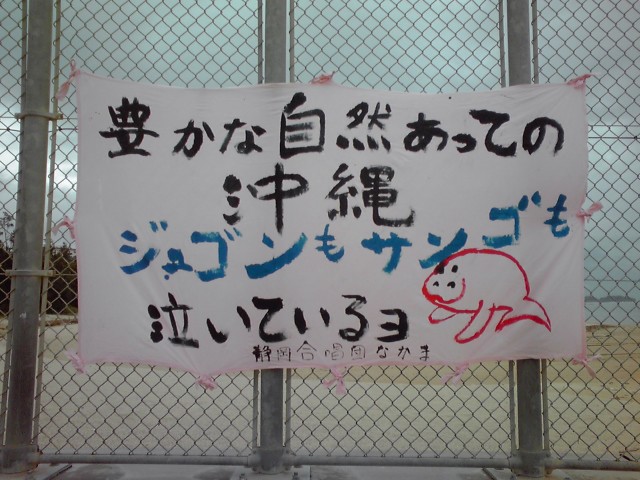 豊かな自然あっての
沖縄
ジュゴンもサンゴも
泣いているヨ
静岡合唱団なかま